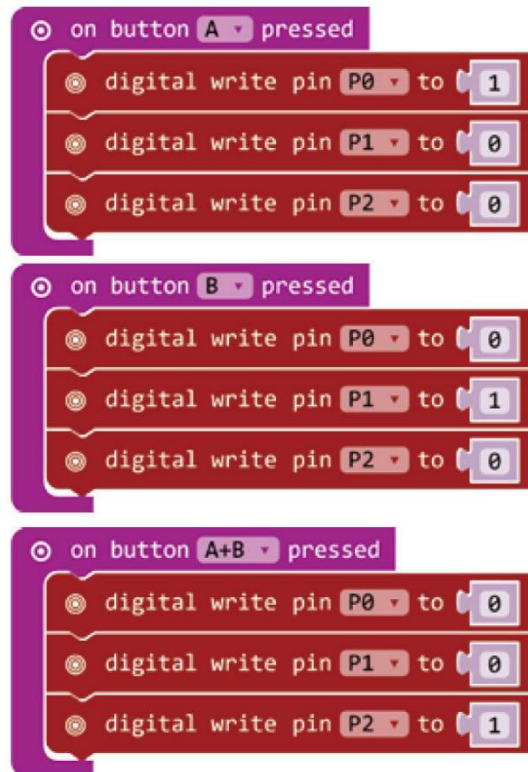 on button A pressed
digital write pin P0 to 1
digital write pin P1 to 0
digital write pin P2 to 0
on button B pressed
digital write pin P0 to 0
digital write pin P1 to 1
digital write pin P2 to 0
on button A+B pressed
digital write pin P0 to 0
digital write pin P1 to 0
digital write pin P2 to 1